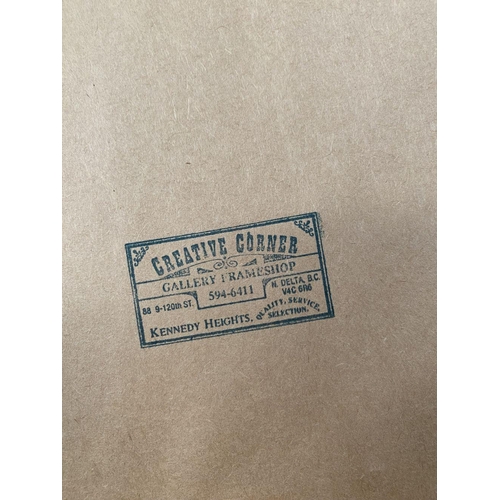 CREATIVE CORNER
GALLERY FRAMESHOP
594-6411
88 9-120th ST.
N. DELTA, B.C.
V4C 6R6
KENNEDY HEIGHTS,
QUALITY, SERVICE,
SELECTION.